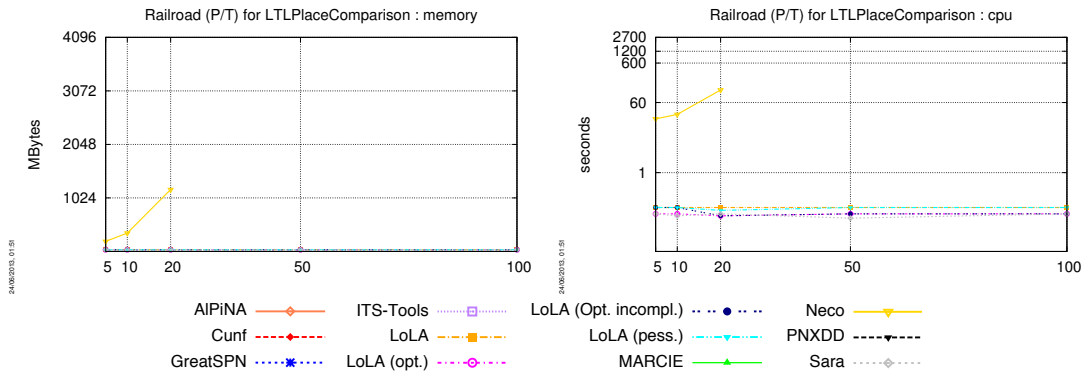 Railroad (P/T) for LTLPlaceComparison : memory
4096
3072
2048
1024
MBytes
5 10 20 50 100
24/06/2013, 01:51
Railroad (P/T) for LTLPlaceComparison : cpu
2700
1200
600
60
1
seconds
5 10 20 50 100
24/06/2013, 01:51
AlPiNA ITS-Tools LoLA (Opt. incompl.) Neco
Cunf LoLA LoLA (pess.) PNXDD
GreatSPN LoLA (opt.) MARCIE Sara